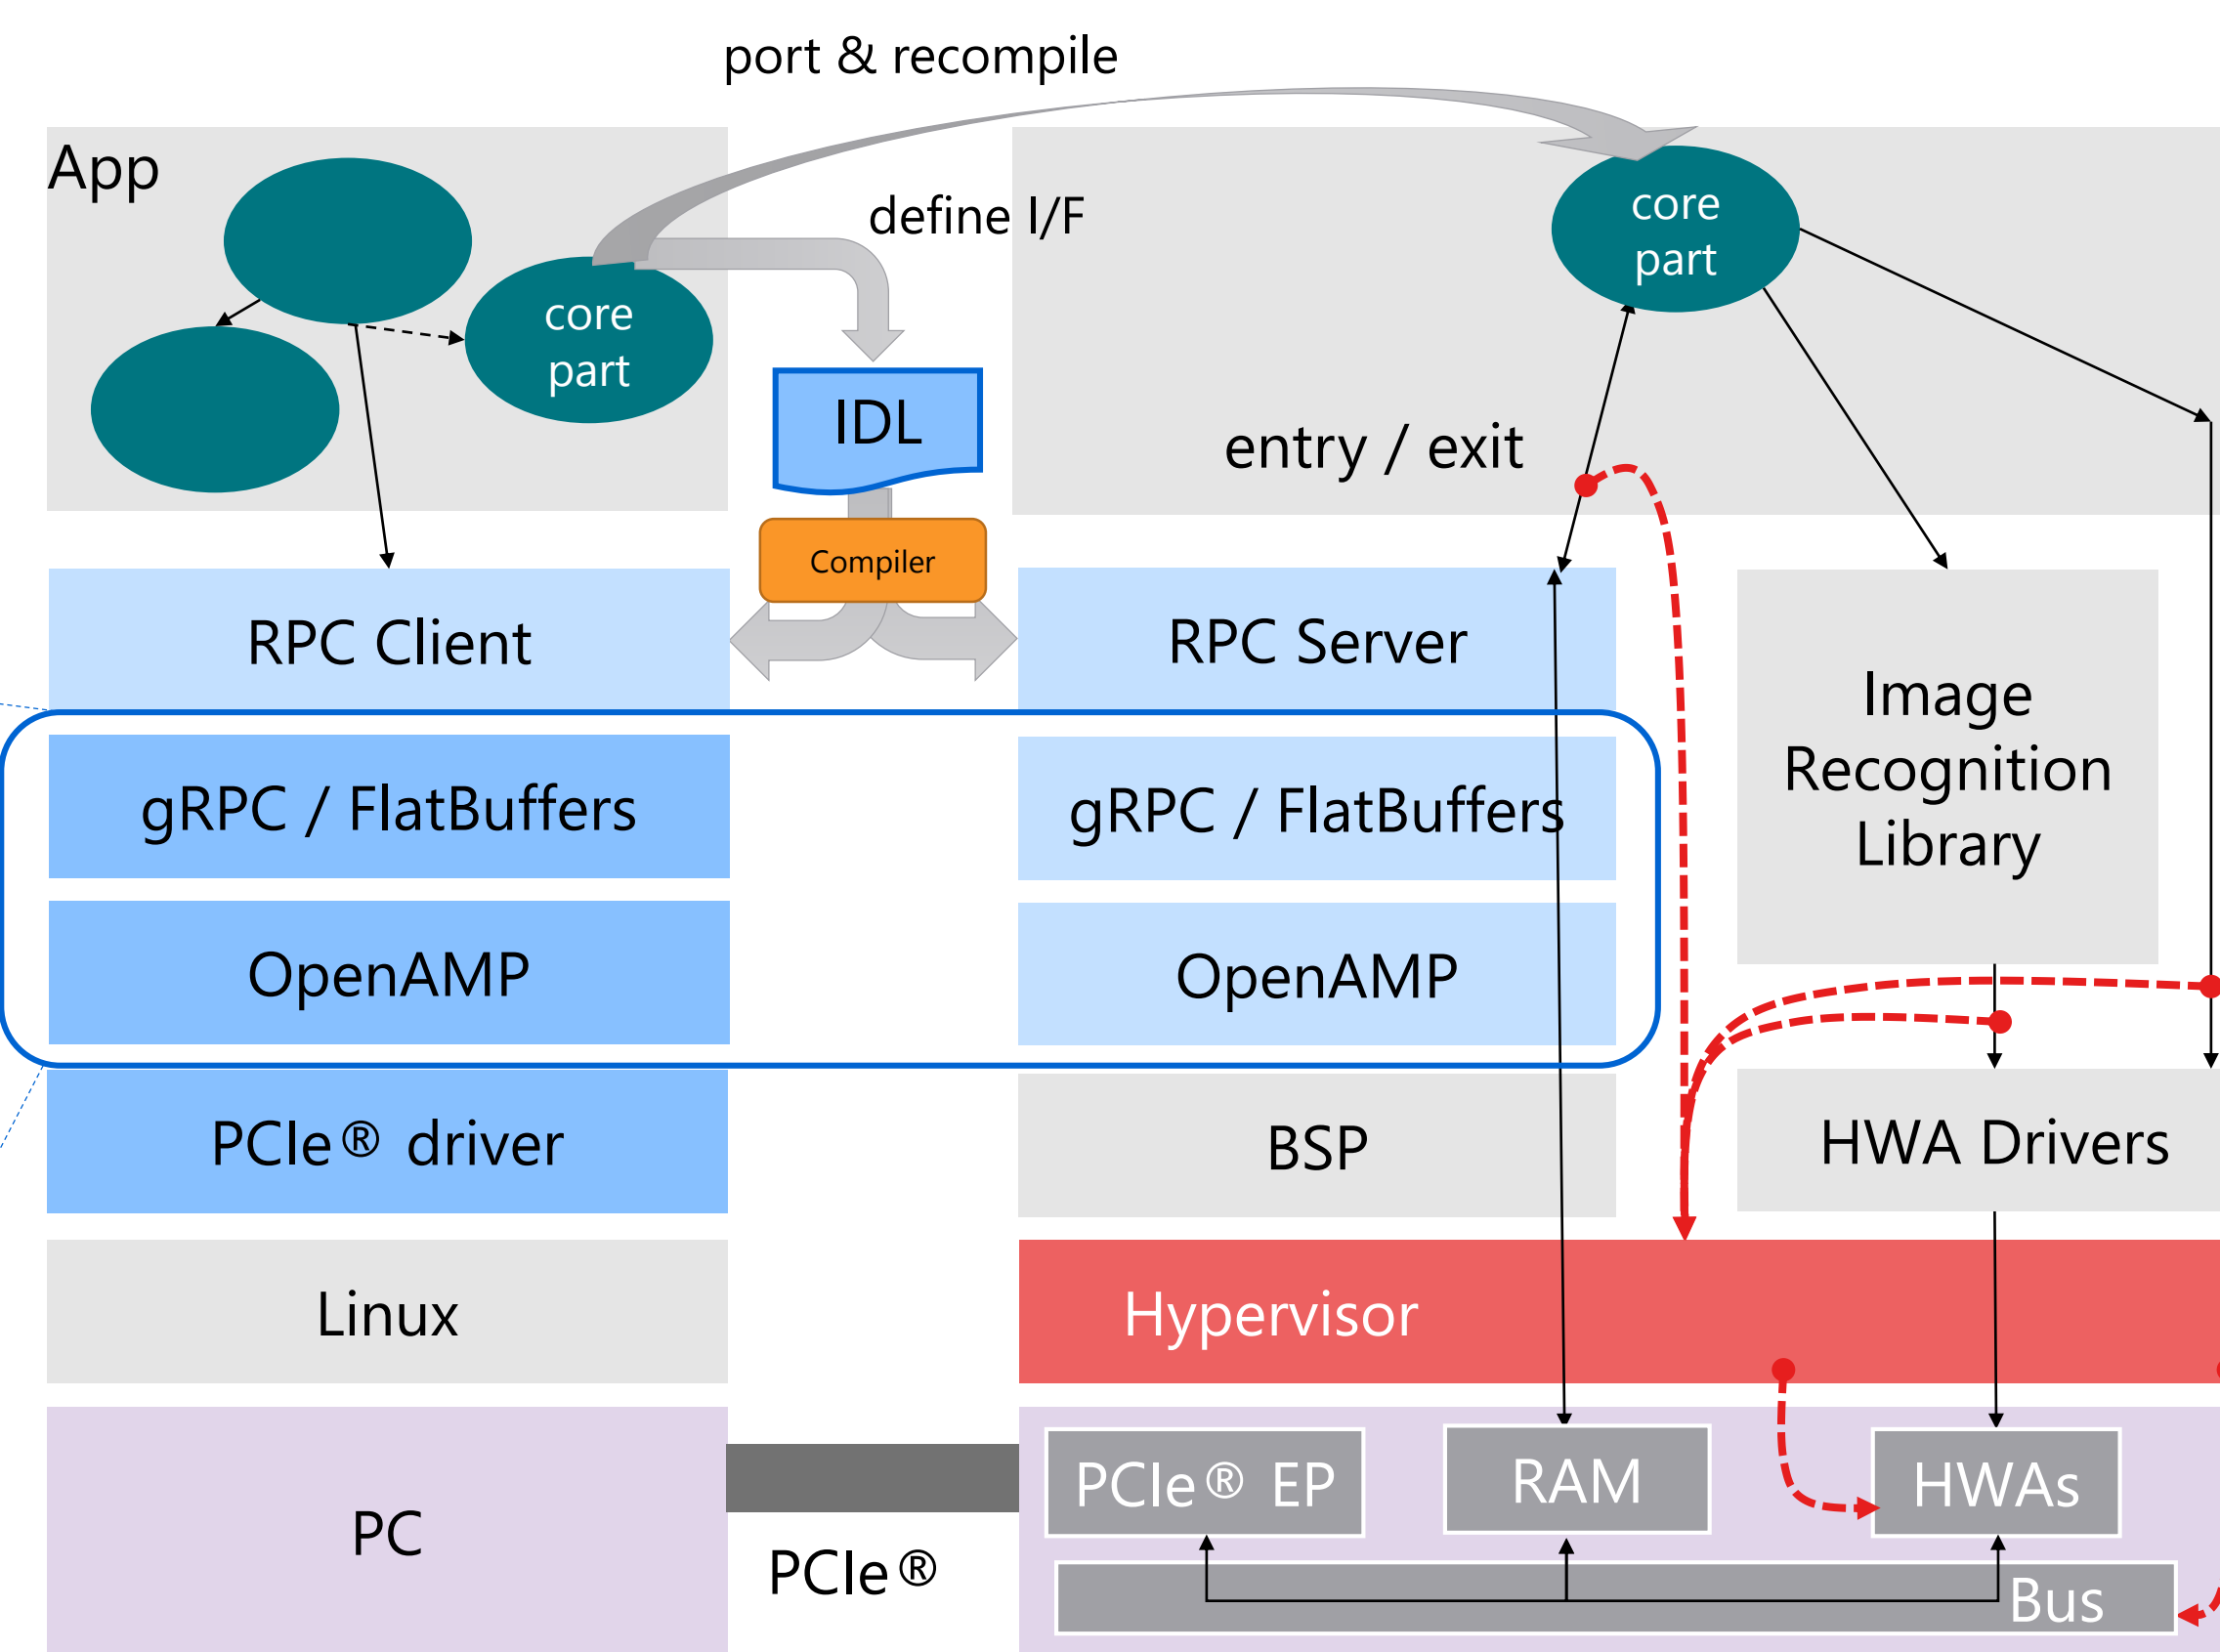 port & recompile
App
define I/F
core
part
core
part
IDL
entry / exit
Compiler
RPC Client
RPC Server
Image
Recognition
Library
gRPC / FlatBuffers
gRPC / FlatBuffers
OpenAMP
OpenAMP
PCIe® driver
BSP
HWA Drivers
Linux
Hypervisor
PC
PCIe®
PCIe® EP
RAM
HWAs
Bus